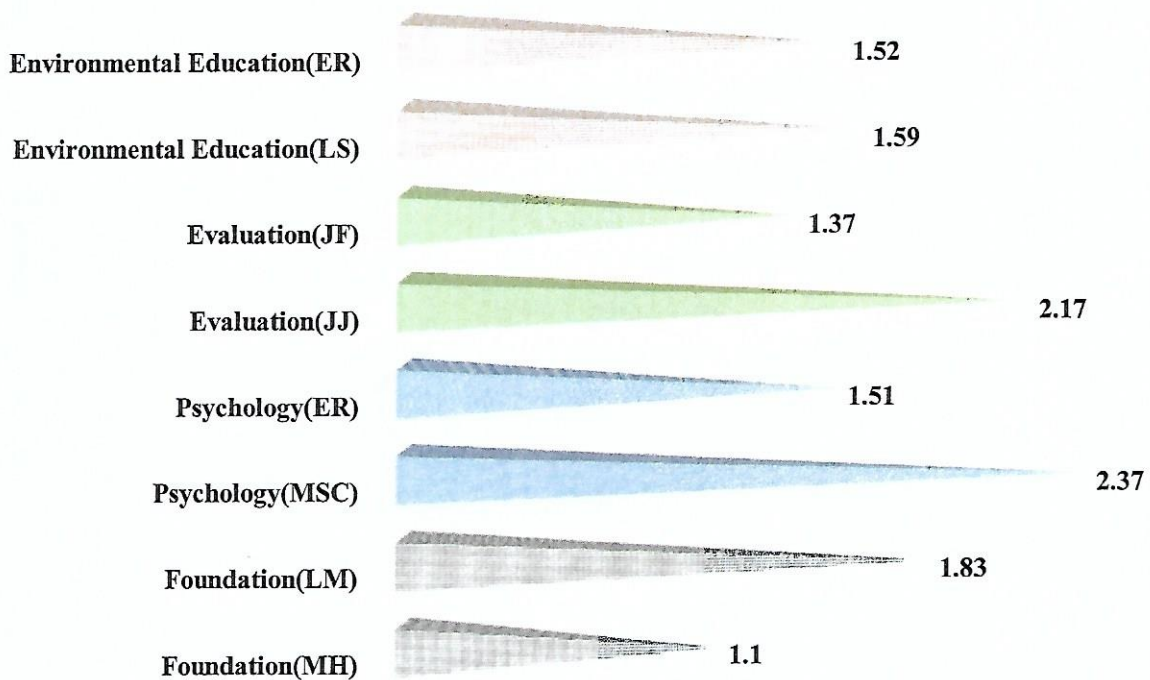 Environmental Education(ER) 1.52
Environmental Education(LS) 1.59
Evaluation(JF) 1.37
Evaluation(JJ) 2.17
Psychology(ER) 1.51
Psychology(MSC) 2.37
Foundation(LM) 1.83
Foundation(MH) 1.1